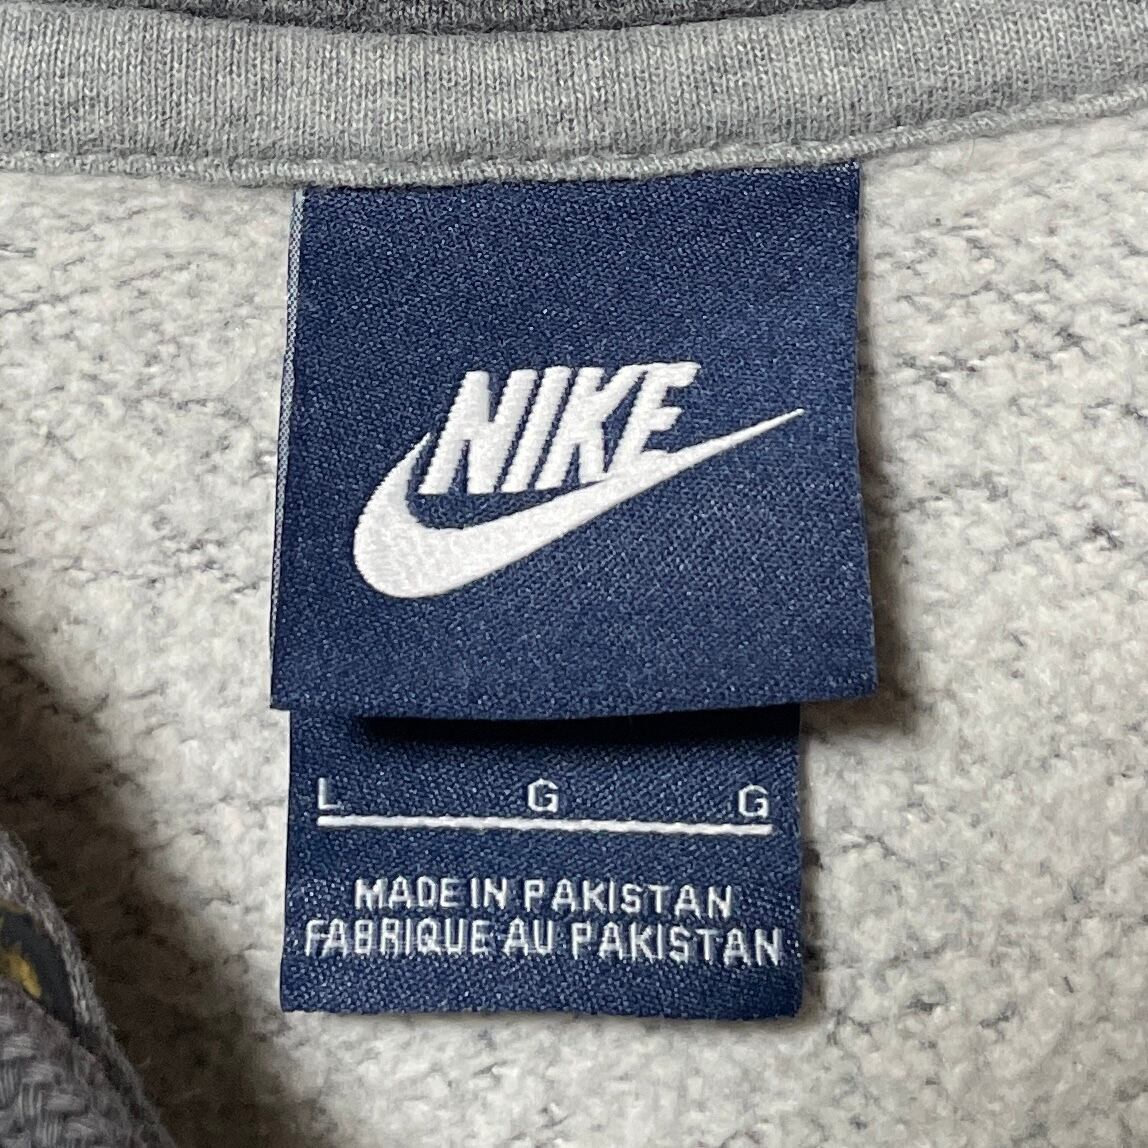 NIKE
L G G
MADE IN PAKISTAN
FABRIQUE AU PAKISTAN